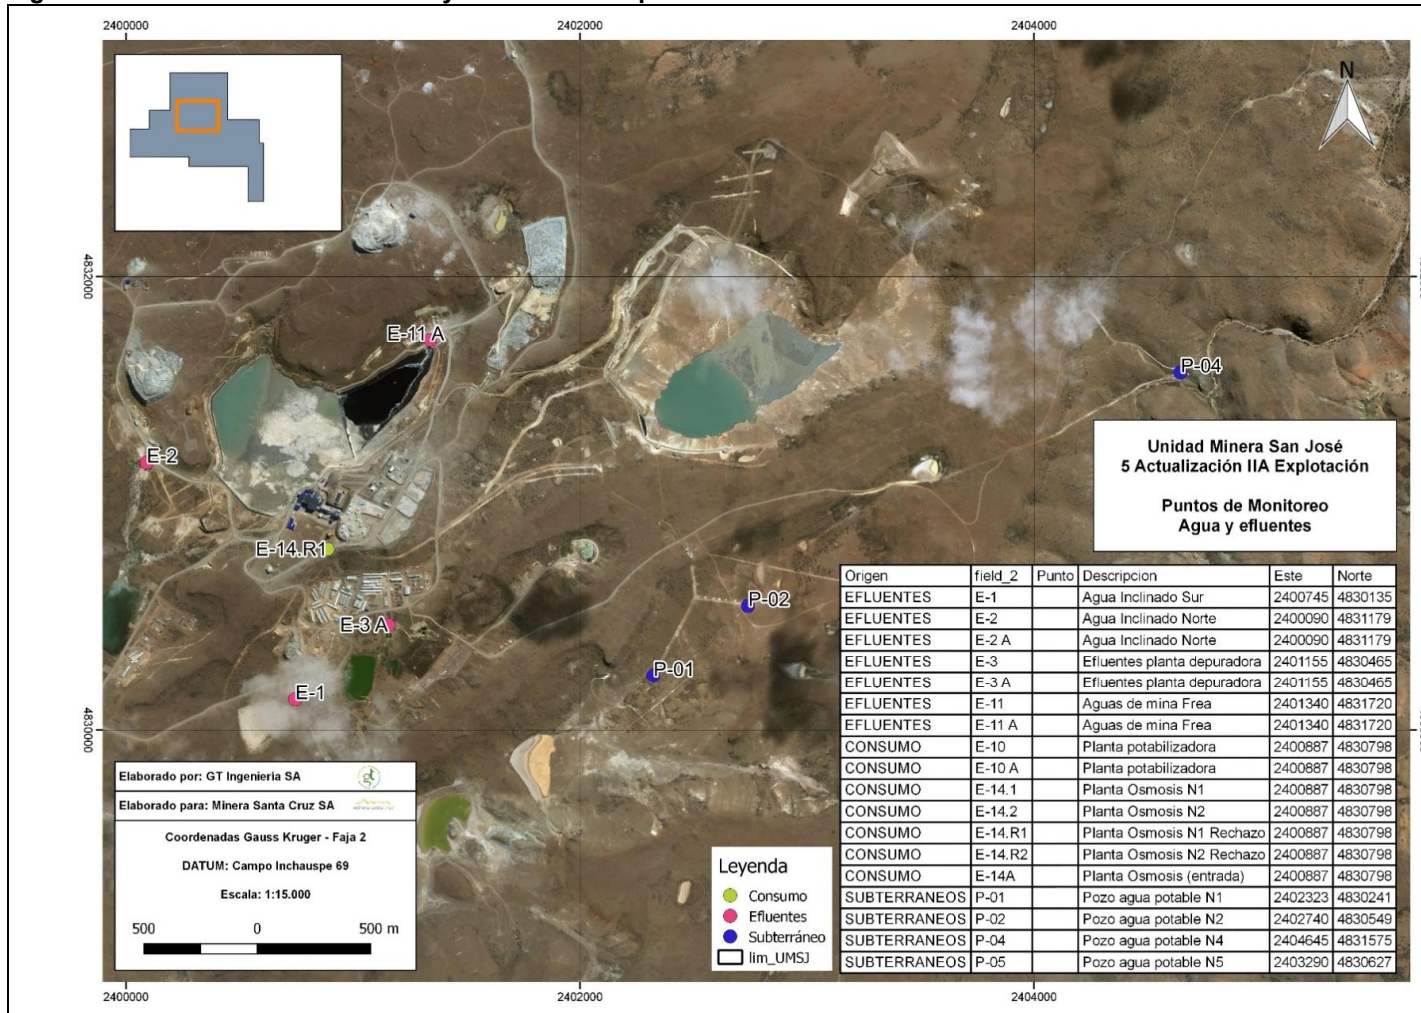 2400000 2402000 2404000
N
4832000
E-11 A
P-04
E-2
Unidad Minera San José
5 Actualización IIA Explotación
Puntos de Monitoreo
Agua y efluentes
E-14.R1
P-02
E-3 A
P-01
E-1
4830000
Origen field_2 Punto Descripcion Este Norte
EFLUENTES E-1 Agua Inclinado Sur 2400745 4830135
EFLUENTES E-2 Agua Inclinado Norte 2400090 4831179
EFLUENTES E-2 A Agua Inclinado Norte 2400090 4831179
EFLUENTES E-3 Efluentes planta depuradora 2401155 4830465
EFLUENTES E-3 A Efluentes planta depuradora 2401155 4830465
EFLUENTES E-11 Aguas de mina Frea 2401340 4831720
EFLUENTES E-11 A Aguas de mina Frea 2401340 4831720
CONSUMO E-10 Planta potabilizadora 2400887 4830798
CONSUMO E-10 A Planta potabilizadora 2400887 4830798
CONSUMO E-14.1 Planta Osmosis N1 2400887 4830798
CONSUMO E-14.2 Planta Osmosis N2 2400887 4830798
CONSUMO E-14.R1 Planta Osmosis N1 Rechazo 2400887 4830798
CONSUMO E-14.R2 Planta Osmosis N2 Rechazo 2400887 4830798
CONSUMO E-14A Planta Osmosis (entrada) 2400887 4830798
SUBTERRANEOS P-01 Pozo agua potable N1 2402323 4830241
SUBTERRANEOS P-02 Pozo agua potable N2 2402740 4830549
SUBTERRANEOS P-04 Pozo agua potable N4 2404645 4831575
SUBTERRANEOS P-05 Pozo agua potable N5 2403290 4830627
Elaborado por: GT Ingenieria SA
gt
Elaborado para: Minera Santa Cruz SA
Coordenadas Gauss Kruger - Faja 2
DATUM: Campo Inchauspe 69
Escala: 1:15.000
500 0 500 m
Leyenda
Consumo
Efluentes
Subterráneo
lim_UMSJ
2400000 2402000 2404000